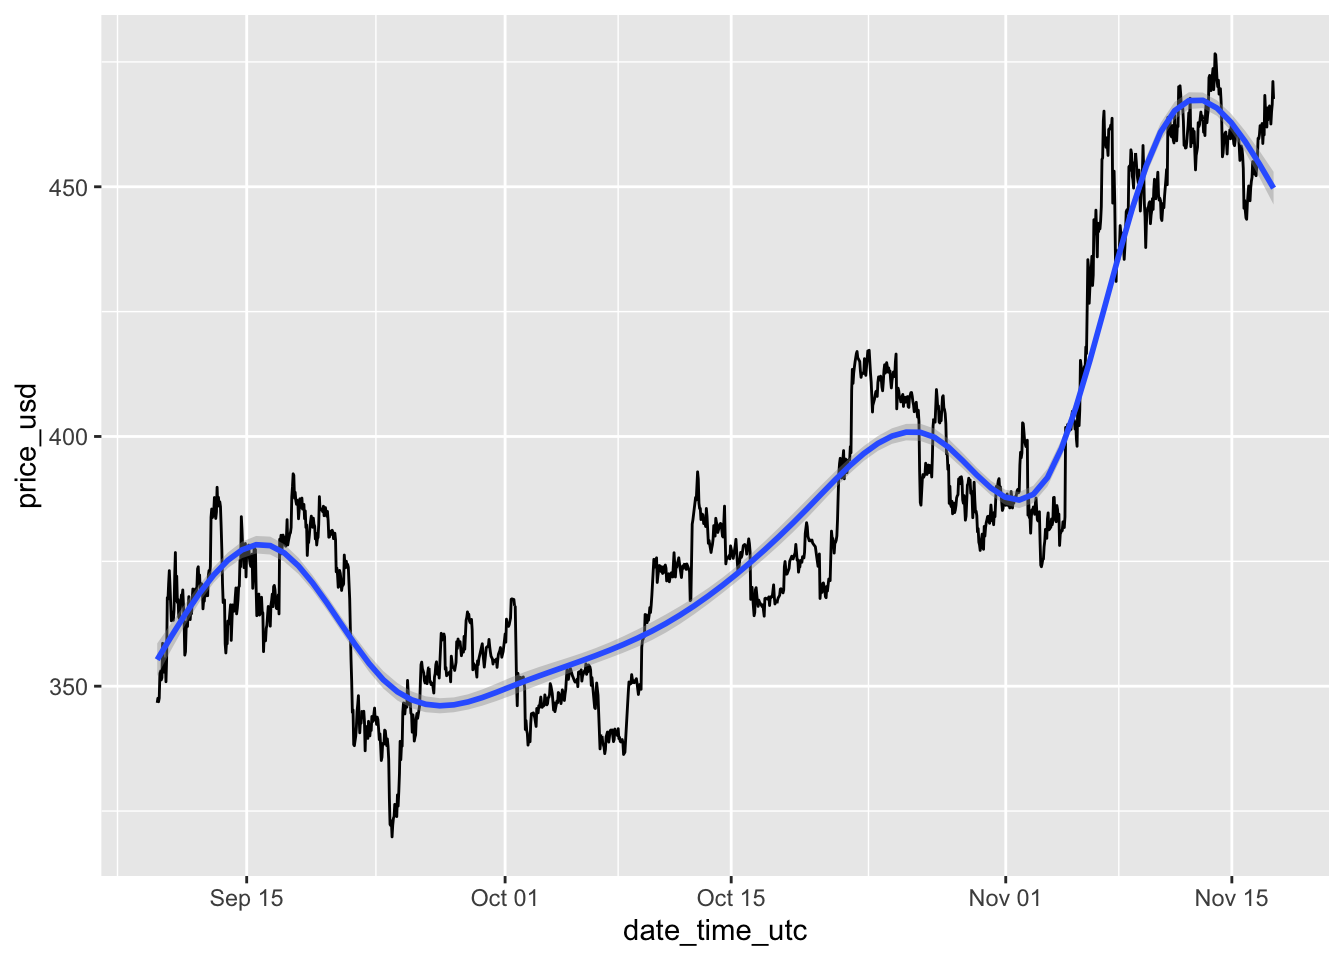 price_usd
450
400
350
Sep 15
Oct 01
Oct 15
Nov 01
Nov 15
date_time_utc